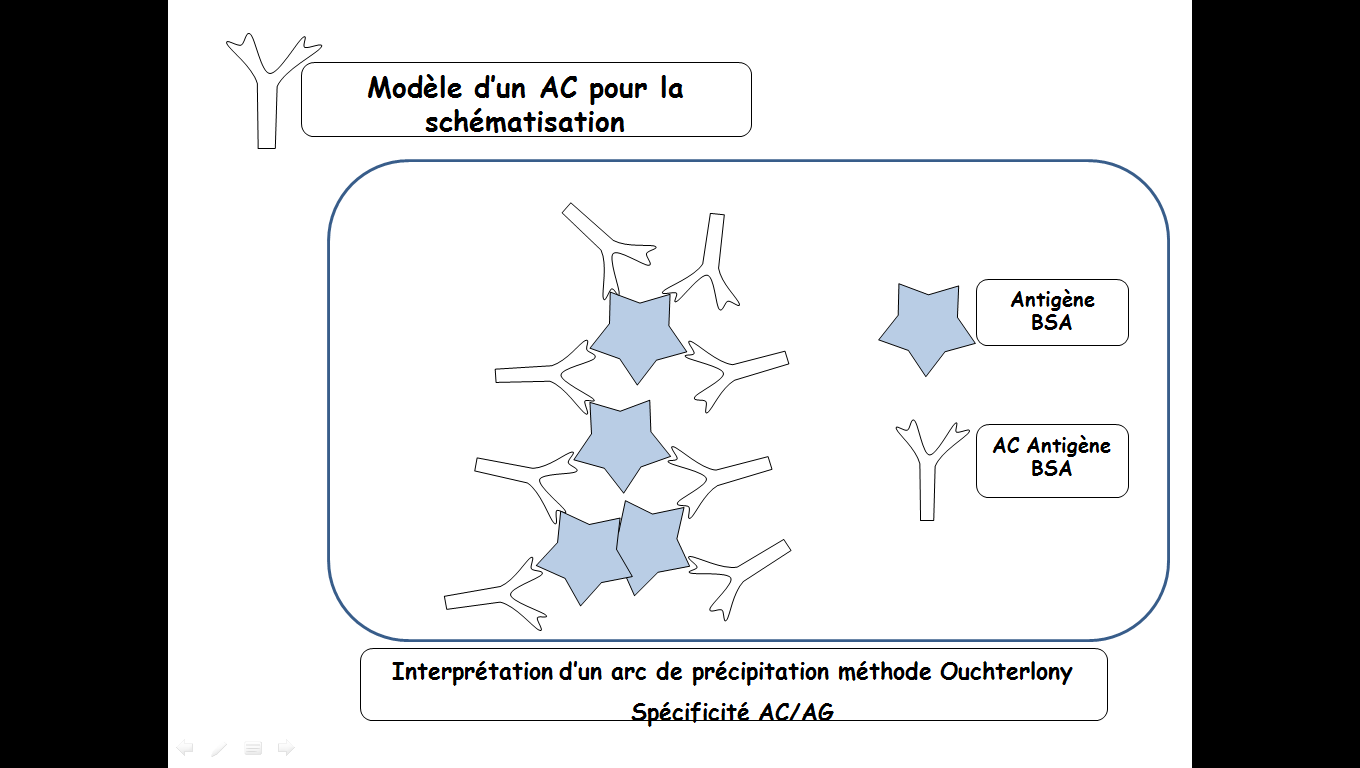 Modèle d’un AC pour la
schématisation
Antigène
BSA
AC Antigène
BSA
Interprétation d’un arc de précipitation méthode Ouchterlony
Spécificité AC/AG